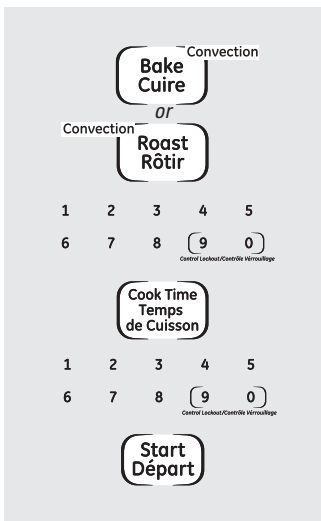 Convection
Bake
Cuire
or
Convection
Roast
Rôtir
1 2 3 4 5
6 7 8 9 0
Control Lockout/Contrôle Vérrouillage
Cook Time
Temps
de Cuisson
1 2 3 4 5
6 7 8 9 0
Control Lockout/Contrôle Vérrouillage
Start
Départ